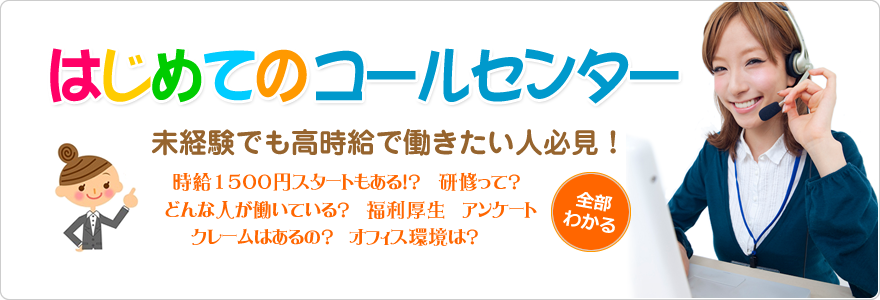 はじめてのコールセンター
未経験でも高時給で働きたい人必見！
時給1500円スタートもある!?　研修って?
どんな人が働いている?　福利厚生　アンケート
クレームはあるの?　オフィス環境は?
全部
わかる